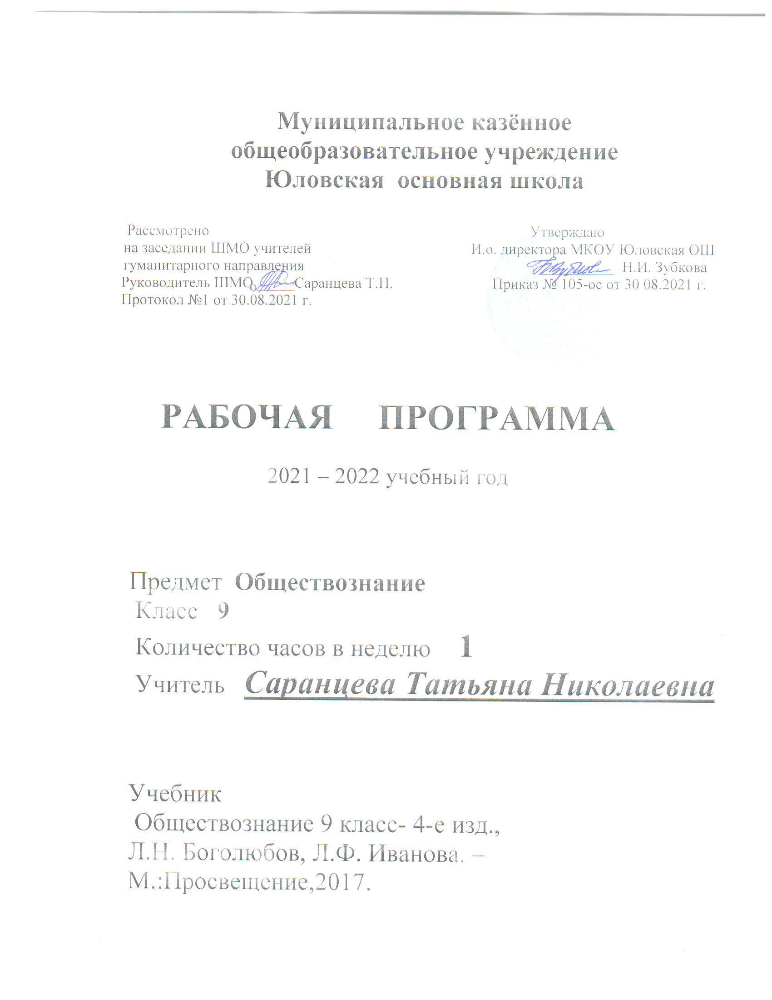 Муниципальное казённое
общеобразовательное учреждение
Юловская основная школа
Рассмотрено
на заседании ШМО учителей
гуманитарного направления
Руководитель ШМО ______Саранцева Т.Н.
Протокол №1 от 30.08.2021 г.
Утверждаю
И.о. директора МКОУ Юловская ОШ
__________ Н.И. Зубкова
Приказ № 105-ос от 30 08.2021 г.
РАБОЧАЯ ПРОГРАММА
2021 – 2022 учебный год
Предмет Обществознание
Класс 9
Количество часов в неделю 1
Учитель Саранцева Татьяна Николаевна
Учебник
Обществознание 9 класс- 4-е изд.,
Л.Н. Боголюбов, Л.Ф. Иванова. –
М.:Просвещение,2017.